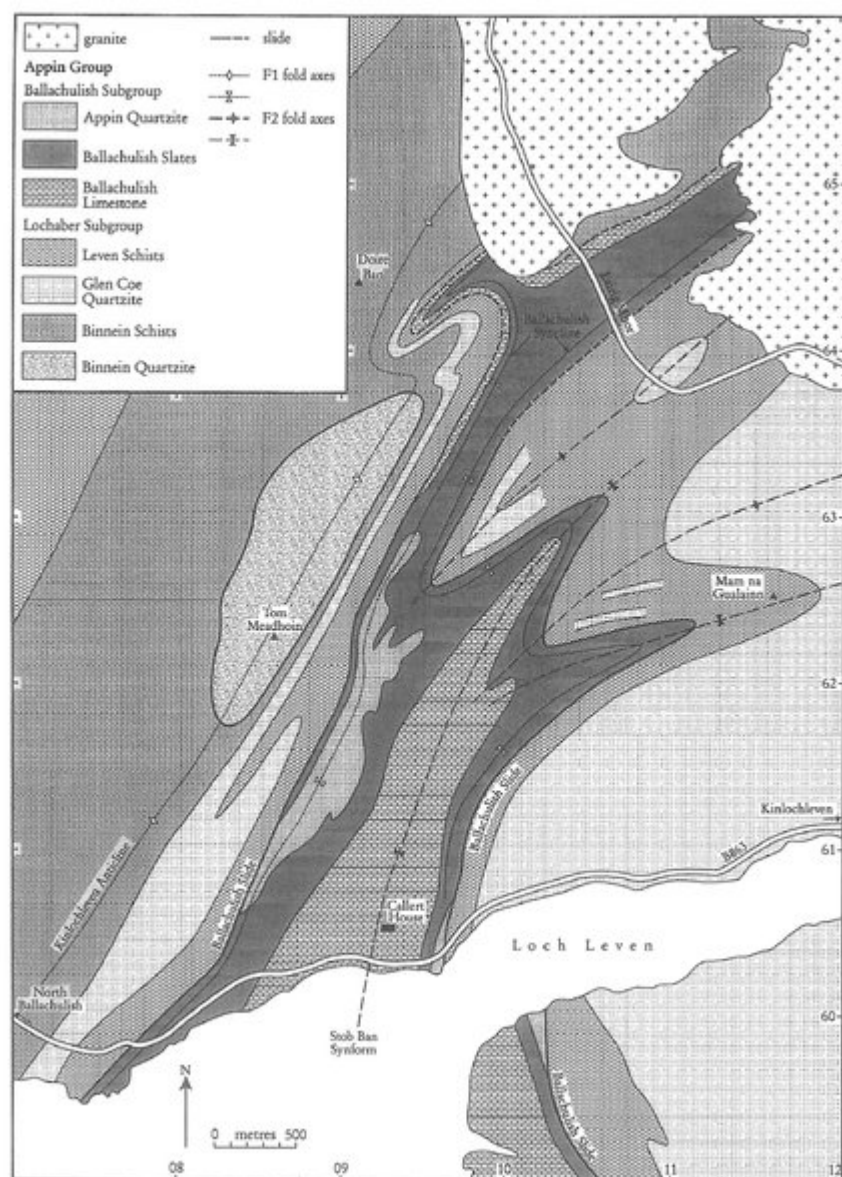 granite
Appin Group
Ballachulish Subgroup
Appin Quartzite
Ballachulish Slates
Ballachulish
Limestone
Lochaber Subgroup
Leven Schists
Glen Coe
Quartzite
Binnein Schists
Binnein Quartzite
slide
F1 fold axes
F2 fold axes
65
Doire
Ban
Ballachulish
Syncline
64
63
Mam na
Gualainn
Tom
Meadhoin
62
Ballachulish Slide
Kinlochleven
B863
61
Kinlochleven Antiline
Ballachulish Slide
Callert
House
Loch Leven
North
Ballachulish
60
Stob Ban
Synform
N
0 metres 500
Ballachulish Slide
08
09
10
11
12